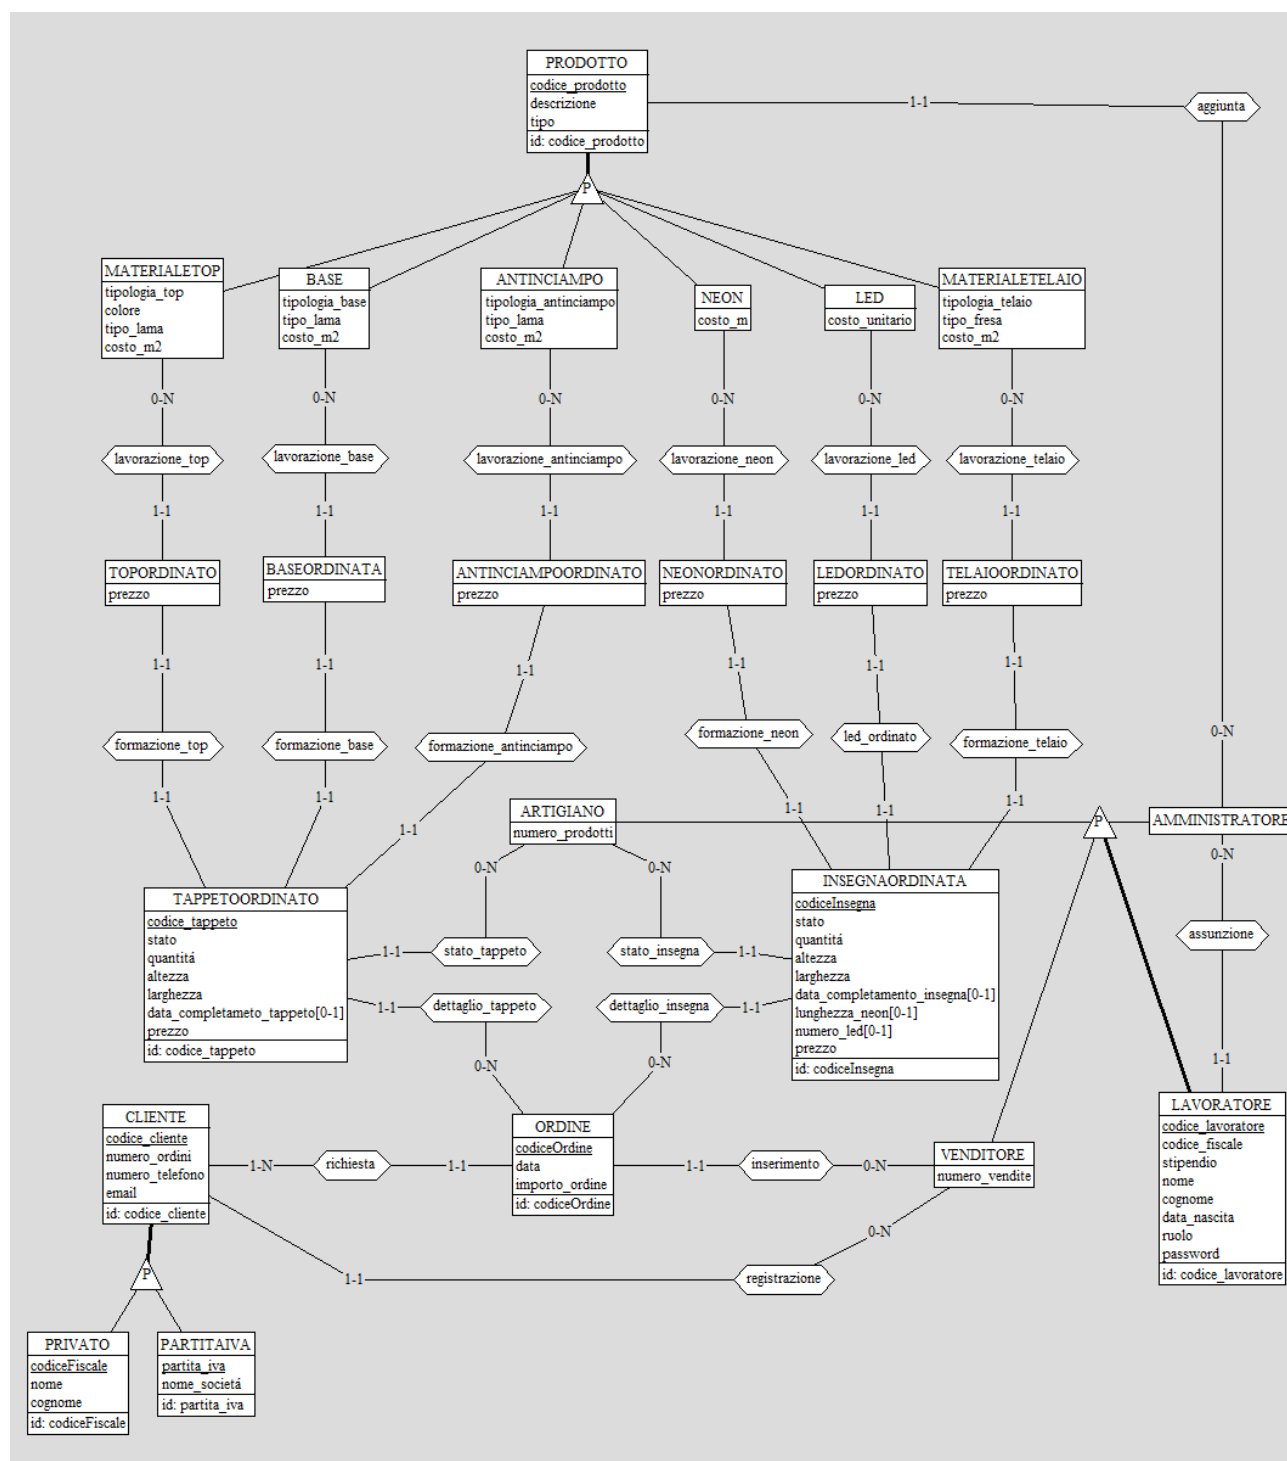 PRODOTTO
codice_prodotto
descrizione
tipo
id: codice_prodotto
1-1
aggiunta
P
MATERIALETOP
tipologia_top
colore
tipo_lama
costo_m2
BASE
tipologia_base
tipo_lama
costo_m2
ANTINCIAMPO
tipologia_antinciampo
tipo_lama
costo_m2
NEON
costo_m
LED
costo_unitario
MATERIALETELAIO
tipologia_telaio
tipo_fresa
costo_m2
0-N
0-N
0-N
0-N
0-N
0-N
lavorazione_top
lavorazione_base
lavorazione_antinciampo
lavorazione_neon
lavorazione_led
lavorazione_telaio
1-1
1-1
1-1
1-1
1-1
1-1
TOPORDINATO
prezzo
BASEORDINATA
prezzo
ANTINCIAMPOORDINATO
prezzo
NEONORDINATO
prezzo
LEDORDINATO
prezzo
TELAIOORDINATO
prezzo
1-1
1-1
1-1
1-1
1-1
1-1
formazione_top
formazione_base
formazione_antinciampo
formazione_neon
led_ordinato
formazione_telaio
0-N
1-1
1-1
1-1
1-1
1-1
1-1
ARTIGIANO
numero_prodotti
P
AMMINISTRATORE
0-N
0-N
0-N
TAPPETOORDINATO
codice_tappeto
stato
quantitá
altezza
larghezza
data_completameto_tappeto[0-1]
prezzo
id: codice_tappeto
1-1
stato_tappeto
stato_insegna
1-1
1-1
dettaglio_tappeto
dettaglio_insegna
1-1
INSEGNAORDINATA
codiceInsegna
stato
quantitá
altezza
larghezza
data_completamento_insegna[0-1]
lunghezza_neon[0-1]
numero_led[0-1]
prezzo
id: codiceInsegna
assunzione
0-N
0-N
1-1
CLIENTE
codice_cliente
numero_ordini
numero_telefono
email
id: codice_cliente
1-N
richiesta
1-1
ORDINE
codiceOrdine
data
importo_ordine
id: codiceOrdine
1-1
inserimento
0-N
VENDITORE
numero_vendite
LAVORATORE
codice_lavoratore
codice_fiscale
stipendio
nome
cognome
data_nascita
ruolo
password
id: codice_lavoratore
0-N
1-1
registrazione
P
PRIVATO
codiceFiscale
nome
cognome
id: codiceFiscale
PARTITAIVA
partita_iva
nome_societá
id: partita_iva